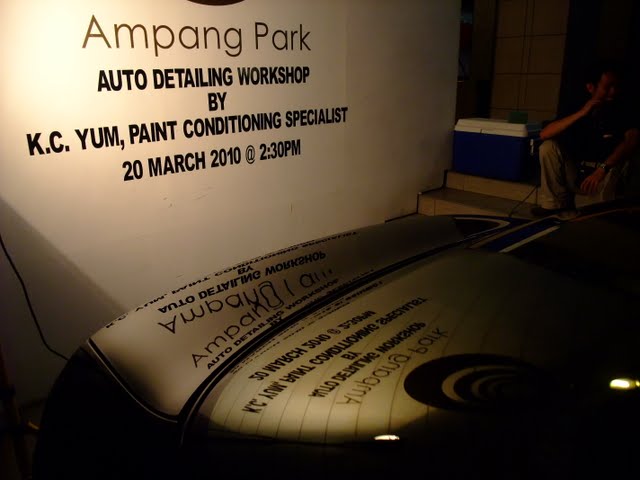 Ampang Park
AUTO DETAILING WORKSHOP
BY
K.C. YUM, PAINT CONDITIONING SPECIALIST
20 MARCH 2010 @ 2:30PM